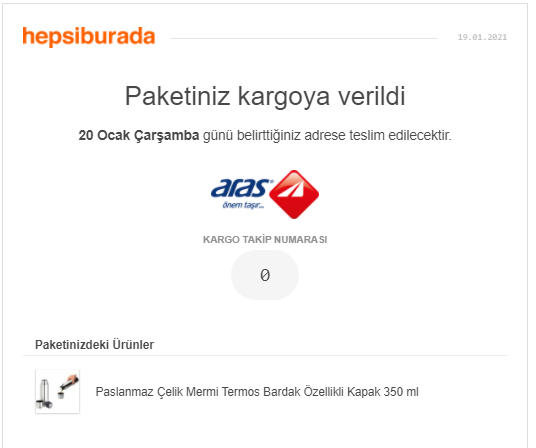 hepsiburada
19.01.2021
Paketiniz kargoya verildi
20 Ocak Çarşamba günü belirttiğiniz adrese teslim edilecektir.
aras
önem taşır...
KARGO TAKİP NUMARASI
0
Paketinizdeki Ürünler
Paslanmaz Çelik Mermi Termos Bardak Özellikli Kapak 350 ml